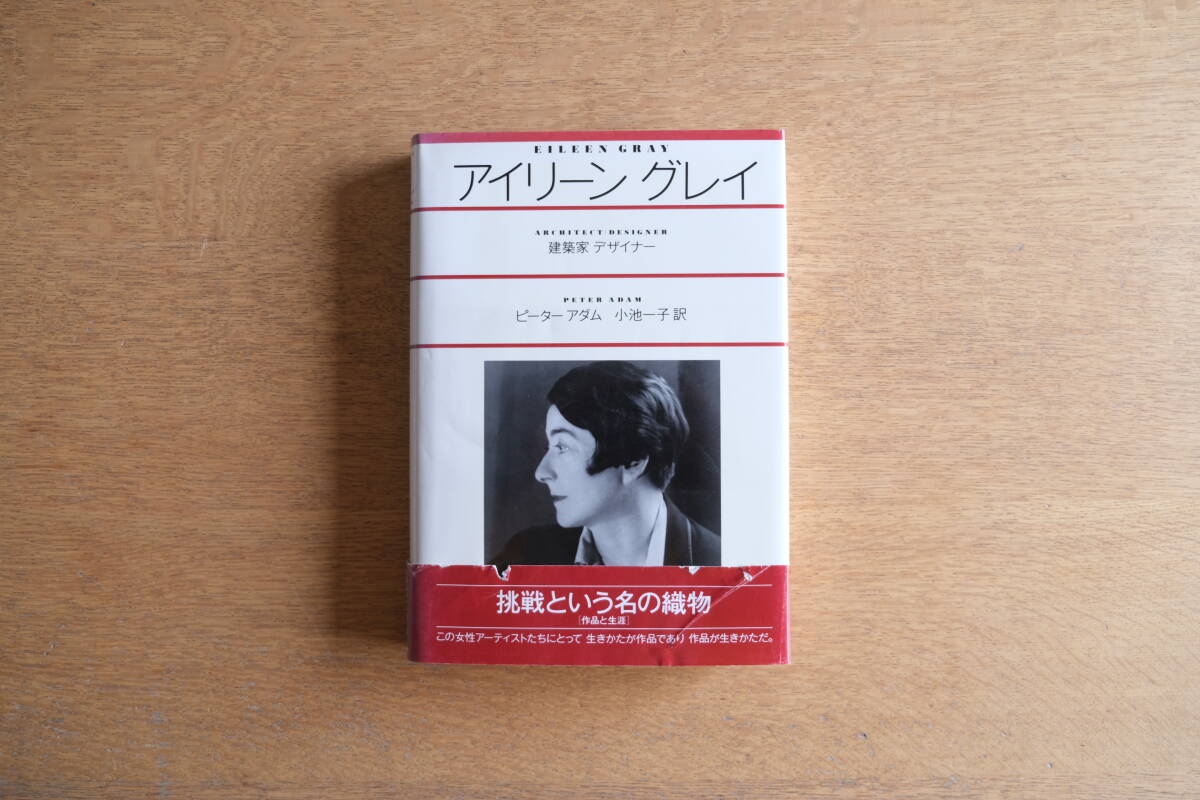 EILEEN GRAY
アイリーン グレイ
ARCHITECT/DESIGNER
建築家 デザイナー
PETER ADAM
ピーター アダム 小池一子 訳
挑戦という名の織物
[作品と生涯]
この女性アーティストたちにとって 生きかたが作品であり 作品が生きかただ。